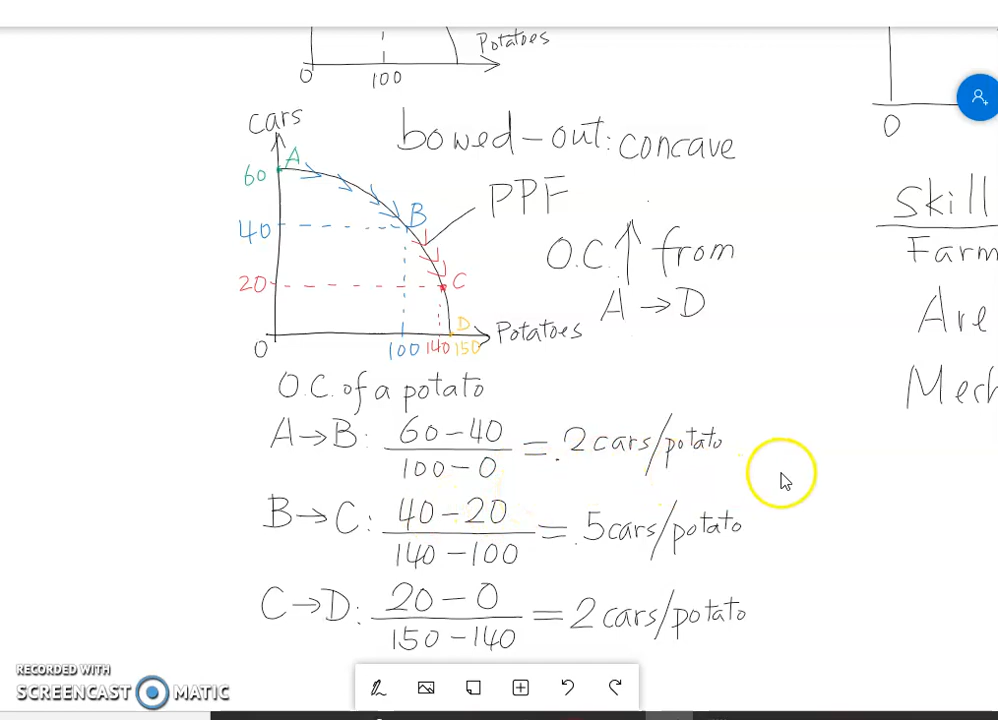 Potatoes
0
100
cars
bowed-out: concave
A
60
PPF
B
40
O.C.↑ from
20
C
A → D
D
Potatoes
0
100
140
150
O.C. of a potato
A→B: 60-40 / 100-0 = .2 cars/potato
B→C: 40-20 / 140-100 = .5 cars/potato
C→D: 20-0 / 150-140 = 2 cars/potato
0
Skill
Farm
Are
Mech
RECORDED WITH
SCREENCAST MATIC